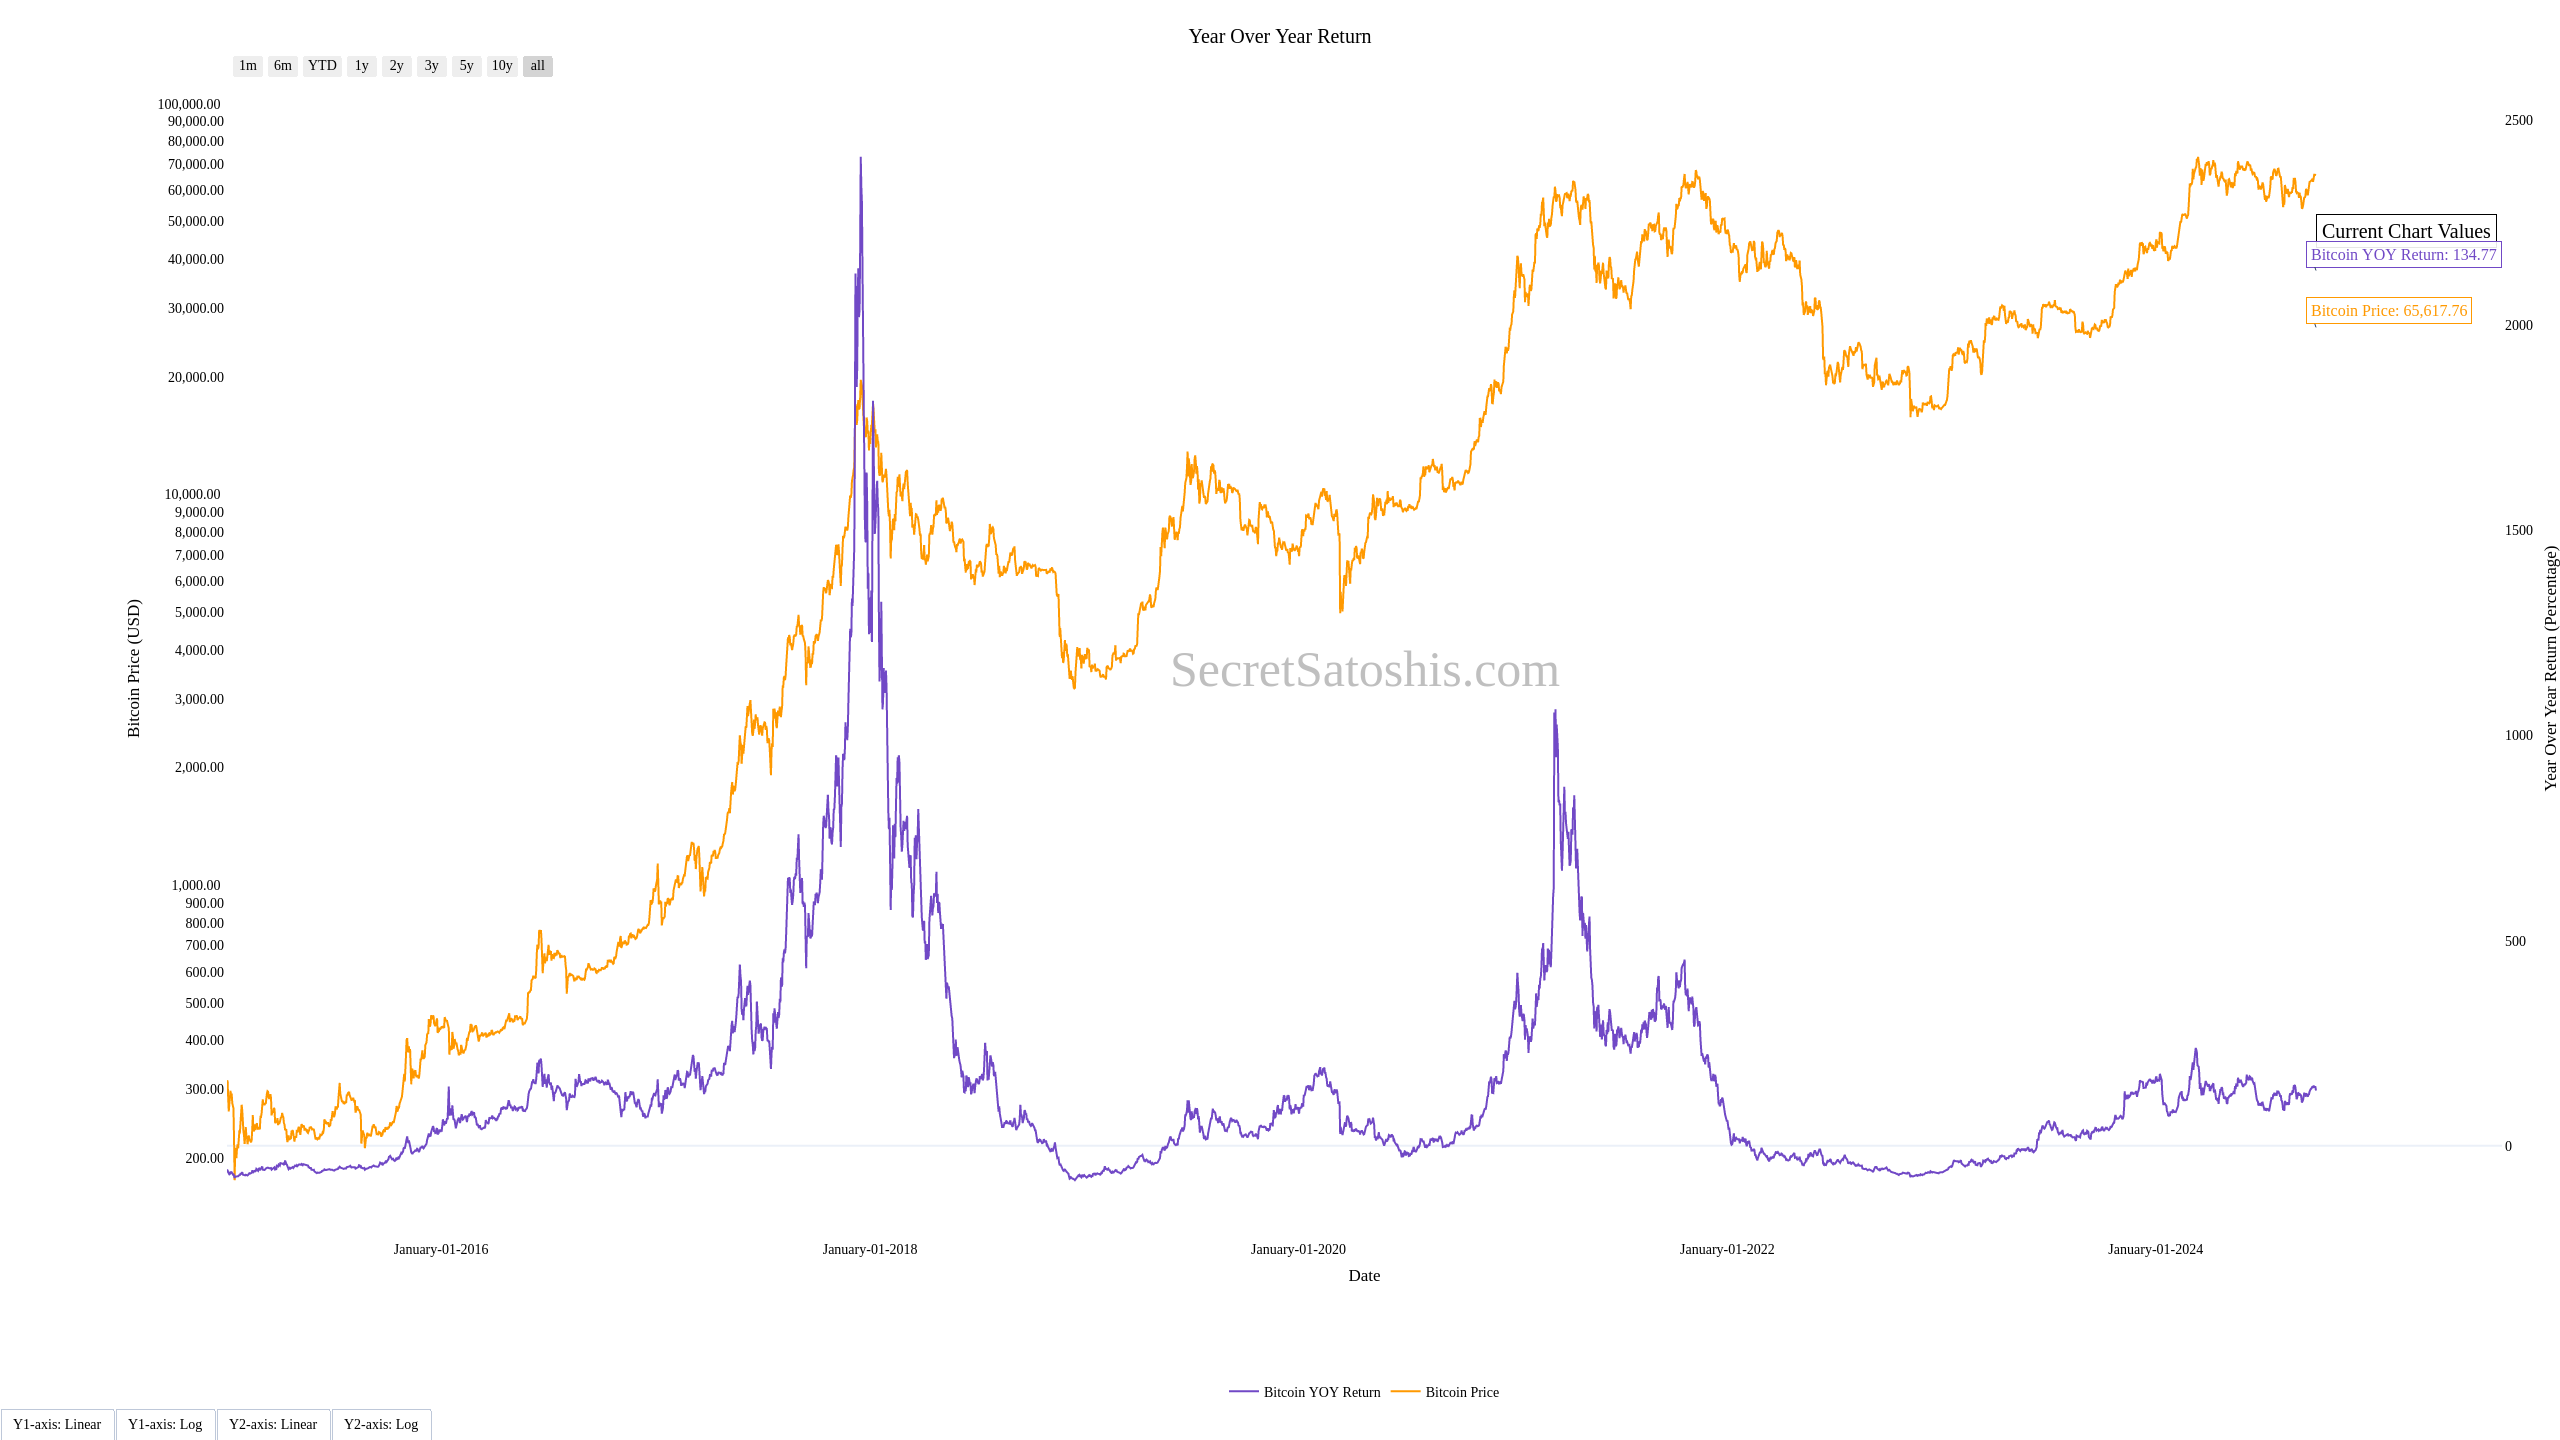 Year Over Year Return
1m 6m YTD 1y 2y 3y 5y 10y all
100,000.00
90,000.00
80,000.00
70,000.00
60,000.00
50,000.00
40,000.00
30,000.00
20,000.00
10,000.00
9,000.00
8,000.00
7,000.00
6,000.00
5,000.00
4,000.00
3,000.00
2,000.00
1,000.00
900.00
800.00
700.00
600.00
500.00
400.00
300.00
200.00
Bitcoin Price (USD)
2500
2000
1500
1000
500
0
Year Over Year Return (Percentage)
Current Chart Values
Bitcoin YOY Return: 134.77
Bitcoin Price: 65,617.76
SecretSatoshis.com
January-01-2016 January-01-2018 January-01-2020 January-01-2022 January-01-2024
Date
Bitcoin YOY Return Bitcoin Price
Y1-axis: Linear Y1-axis: Log Y2-axis: Linear Y2-axis: Log